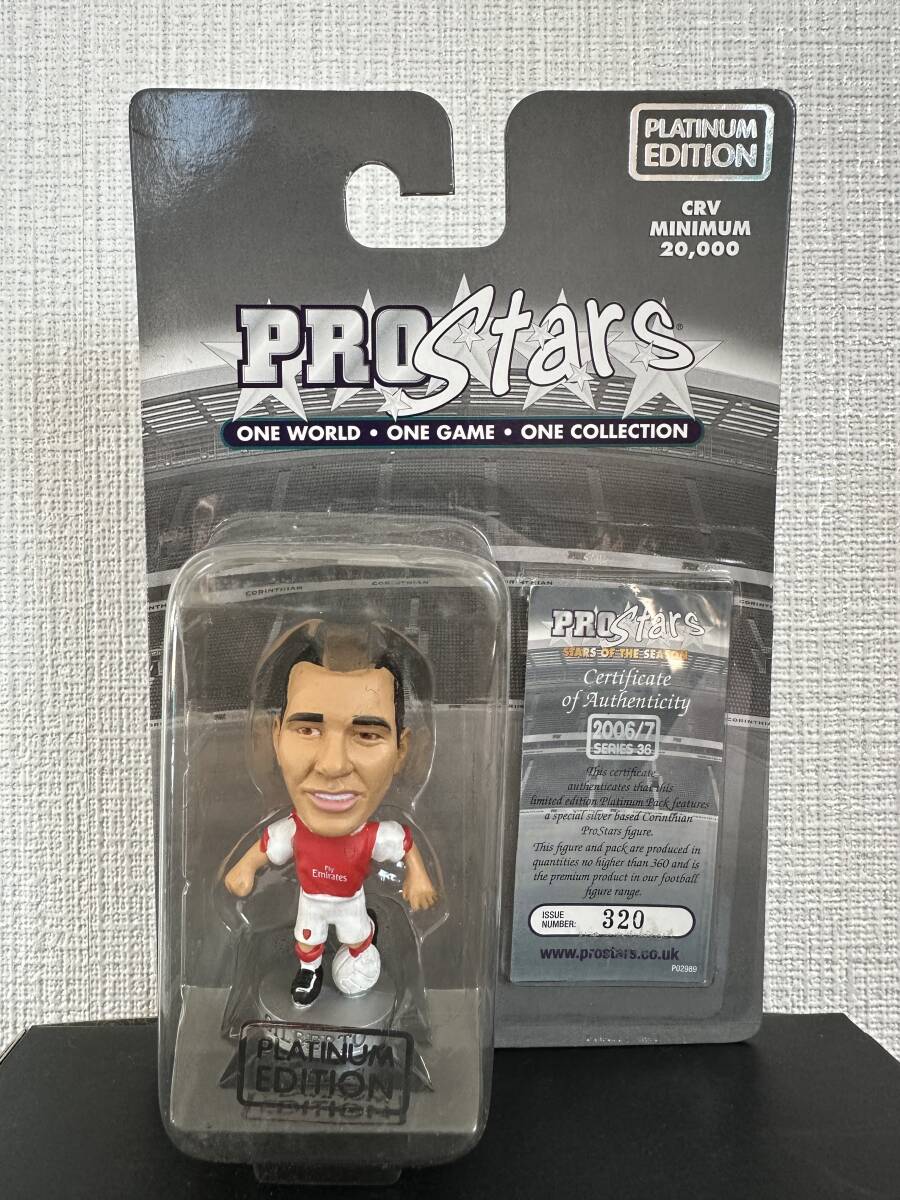 PLATINUM
EDITION
CRV
MINIMUM
20,000
PROStars®
ONE WORLD • ONE GAME • ONE COLLECTION
CORINTHIAN
CORINTHIAN
PROStars
STARS OF THE SEASON
Certificate
of Authenticity
2006/7
SERIES 36
This certificate
authenticates that this
limited edition Platinum Pack features
a special silver based Corinthian
ProStars figure.
This figure and pack are produced in
quantities no higher than 360 and is
the premium product in our football
figure range.
ISSUE
NUMBER: 320
www.prostars.co.uk
P02989
Fly
Emirates
PLATINUM
EDITION